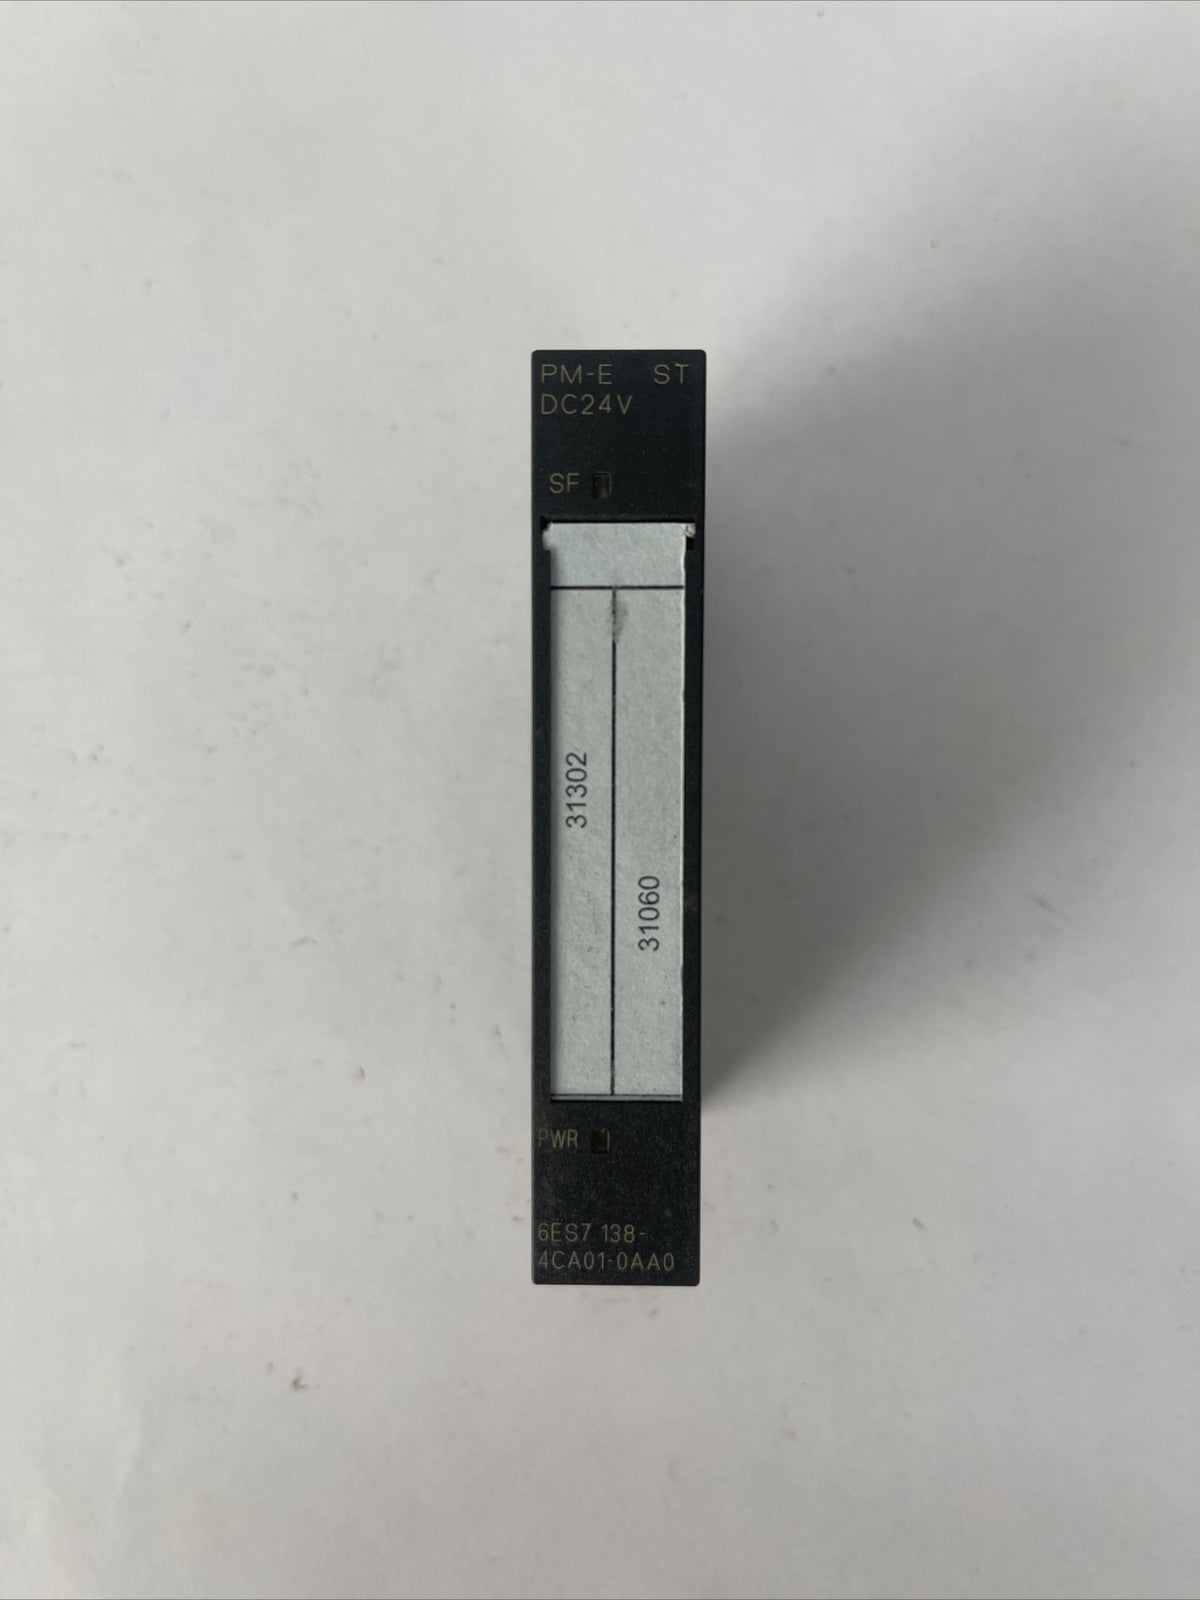 PM-E ST
DC24V
SF
31302
31060
PWR
6ES7 138-
4CA01-0AA0